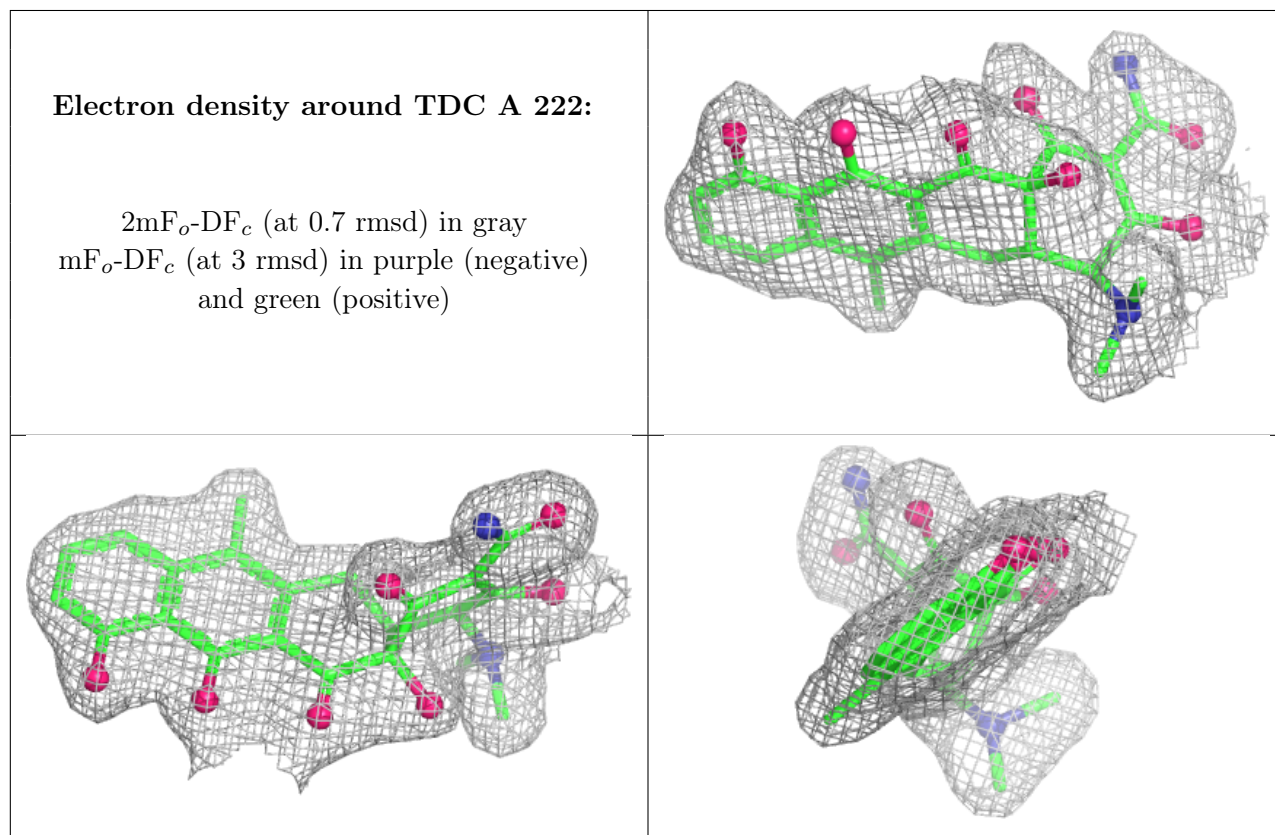 Electron density around TDC A 222:
2mFo-DFc (at 0.7 rmsd) in gray
mFo-DFc (at 3 rmsd) in purple (negative)
and green (positive)